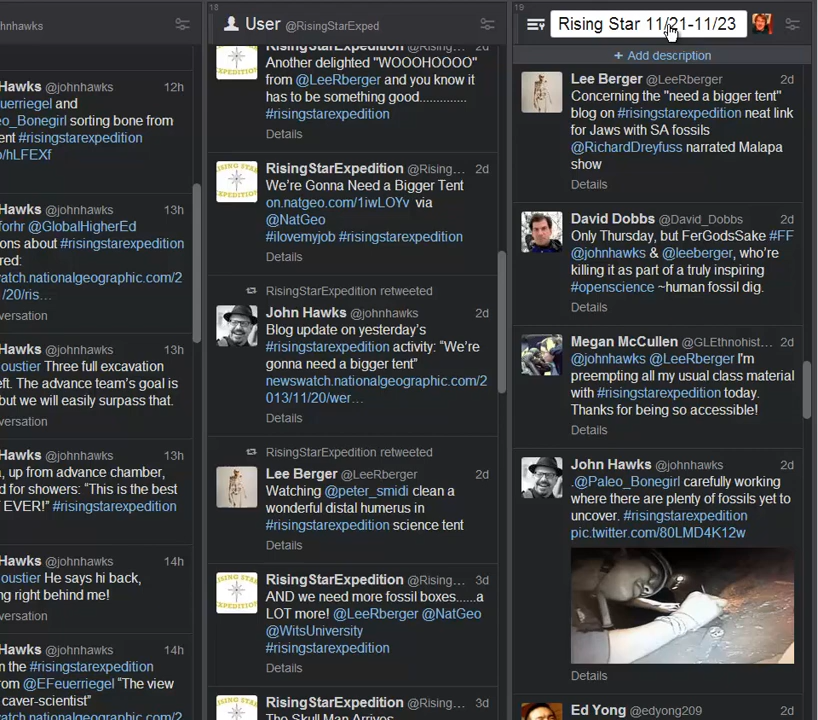 hawks
18
User @RisingStarExped
19
Rising Star 11/21-11/23
+ Add description
Hawks @johnhawks 12h
euerriegel and
eo_Bonegirl sorting bone from
ent #risingstarexpedition
o/hLFEXf
Hawks @johnhawks 13h
forhr @GlobalHigherEd
ons about #risingstarexpedition
ered:
watch.nationalgeographic.com/2
/20/ris…
versation
Hawks @johnhawks 13h
oustier Three full excavation
eft. The advance team's goal is
but we will easily surpass that.
versation
Hawks @johnhawks 14h
, up from advance chamber,
d for showers: "This is the best
EVER!" #risingstarexpedition
Hawks @johnhawks 14h
oustier He says hi back,
ng right behind me!
versation
Hawks @johnhawks 14h
n the #risingstarexpedition
from @EFeuerriegel "The view
caver-scientist"
watch.nationalgeographic.com/2
RisingStarExpedition @Rising... 2d
Another delighted "WOOOHOOOO"
from @LeeRberger and you know it
has to be something good..............
#risingstarexpedition
Details
RisingStarExpedition @Rising... 2d
We're Gonna Need a Bigger Tent
on.natgeo.com/1iwLOYv via
@NatGeo
#ilovemyjob #risingstarexpedition
Details
RisingStarExpedition retweeted
John Hawks @johnhawks 2d
Blog update on yesterday's
#risingstarexpedition activity: "We're
gonna need a bigger tent"
newswatch.nationalgeographic.com/2
013/11/20/wer…
Details
RisingStarExpedition retweeted
Lee Berger @LeeRberger 2d
Watching @peter_smidi clean a
wonderful distal humerus in
#risingstarexpedition science tent
Details
RisingStarExpedition @Rising... 3d
AND we need more fossil boxes......a
LOT more! @LeeRberger @NatGeo
@WitsUniversity
#risingstarexpedition
Details
RisingStarExpedition @Rising... 3d
The Skull Man Arrives
Lee Berger @LeeRberger 2d
Concerning the "need a bigger tent"
blog on #risingstarexpedition neat link
for Jaws with SA fossils
@RichardDreyfuss narrated Malapa
show
Details
David Dobbs @David_Dobbs 2d
Only Thursday, but FerGodsSake #FF
@johnhawks & @leeberger, who're
killing it as part of a truly inspiring
#openscience ~human fossil dig.
Details
Megan McCullen @GLEthnohist... 2d
@johnhawks @LeeRberger I'm
preempting all my usual class material
with #risingstarexpedition today.
Thanks for being so accessible!
Details
John Hawks @johnhawks 2d
.@Paleo_Bonegirl carefully working
where there are plenty of fossils yet to
uncover. #risingstarexpedition
pic.twitter.com/80LMD4K12w
Details
Ed Yong @edyong209 2d